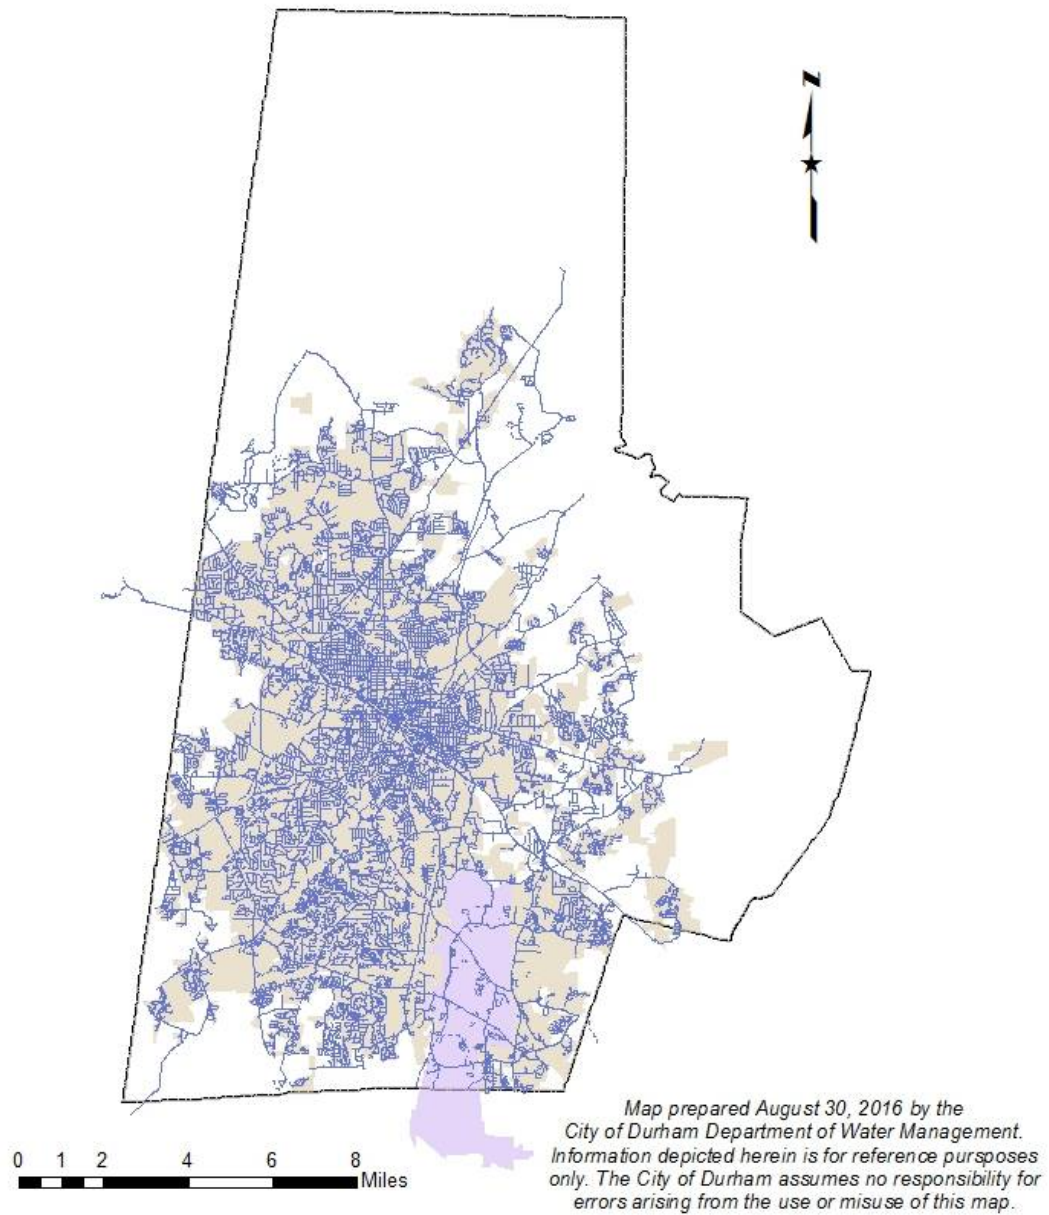 N
Map prepared August 30, 2016 by the
City of Durham Department of Water Management.
Information depicted herein is for reference pursposes
only. The City of Durham assumes no responsibility for
errors arising from the use or misuse of this map.
0 1 2 4 6 8
Miles